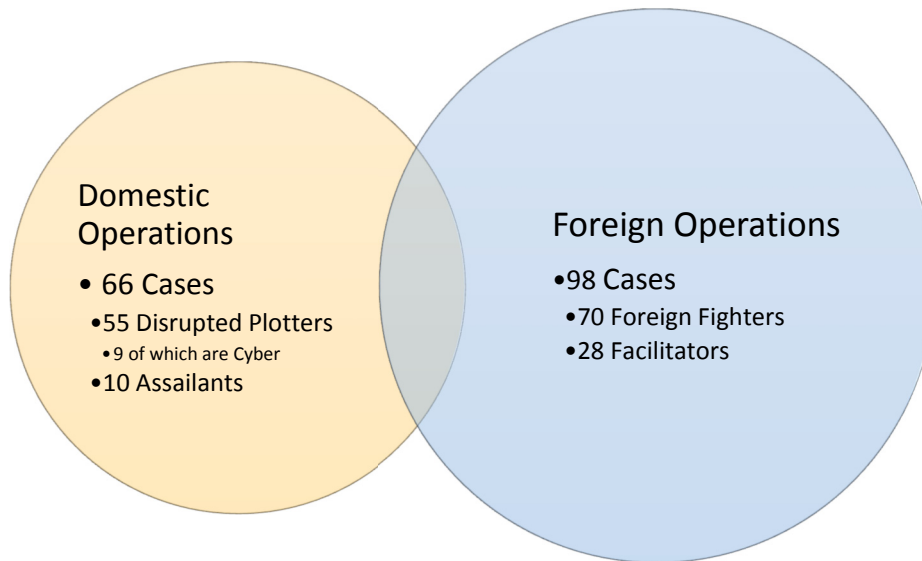 Domestic
Operations
• 66 Cases
•55 Disrupted Plotters
•9 of which are Cyber
•10 Assailants
Foreign Operations
•98 Cases
•70 Foreign Fighters
•28 Facilitators